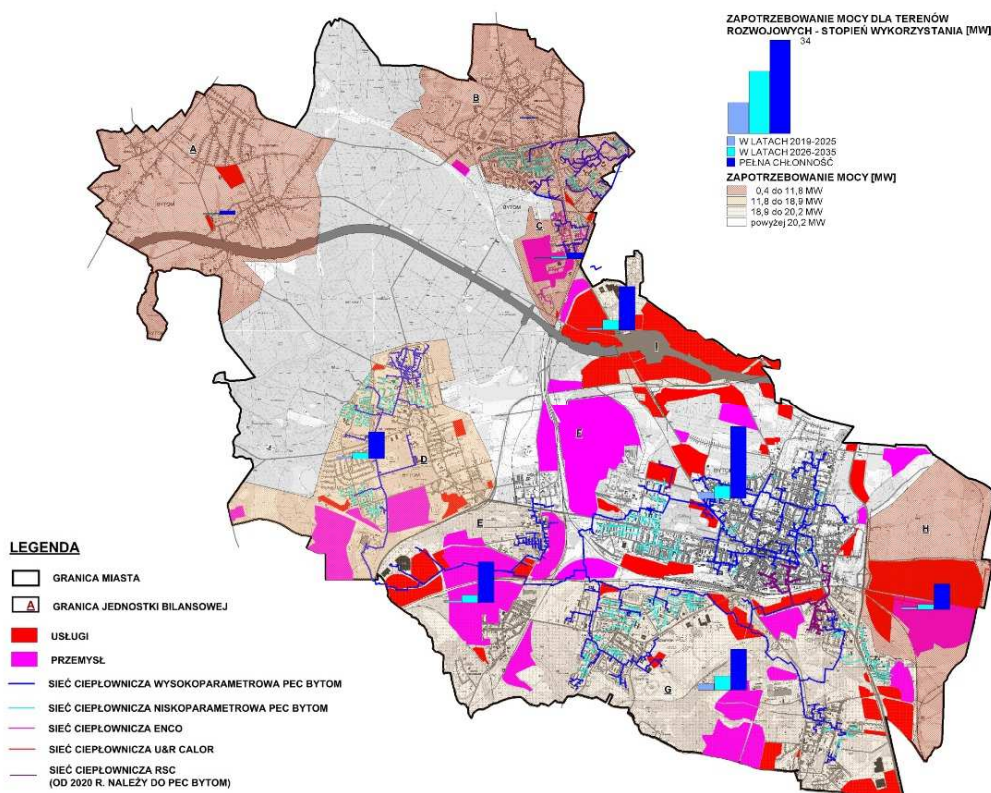 ZAPOTRZEBOWANIE MOCY DLA TERENÓW
ROZWOJOWYCH - STOPIEŃ WYKORZYSTANIA [MW]
34
W LATACH 2019-2025
W LATACH 2026-2035
PEŁNA CHŁONNOŚĆ
ZAPOTRZEBOWANIE MOCY [MW]
0,4 do 11,8 MW
11,8 do 18,9 MW
18,9 do 20,2 MW
powyżej 20,2 MW
B
A
BYTOM
BYTOM
C
I
F
BYTOM
D
BYTOM
E
H
G
LEGENDA
GRANICA MIASTA
A GRANICA JEDNOSTKI BILANSOWEJ
USŁUGI
PRZEMYSŁ
SIEĆ CIEPŁOWNICZA WYSOKOPARAMETROWA PEC BYTOM
SIEĆ CIEPŁOWNICZA NISKOPARAMETROWA PEC BYTOM
SIEĆ CIEPŁOWNICZA ENCO
SIEĆ CIEPŁOWNICZA U&R CALOR
SIEĆ CIEPŁOWNICZA RSC
(OD 2020 R. NALEŻY DO PEC BYTOM)